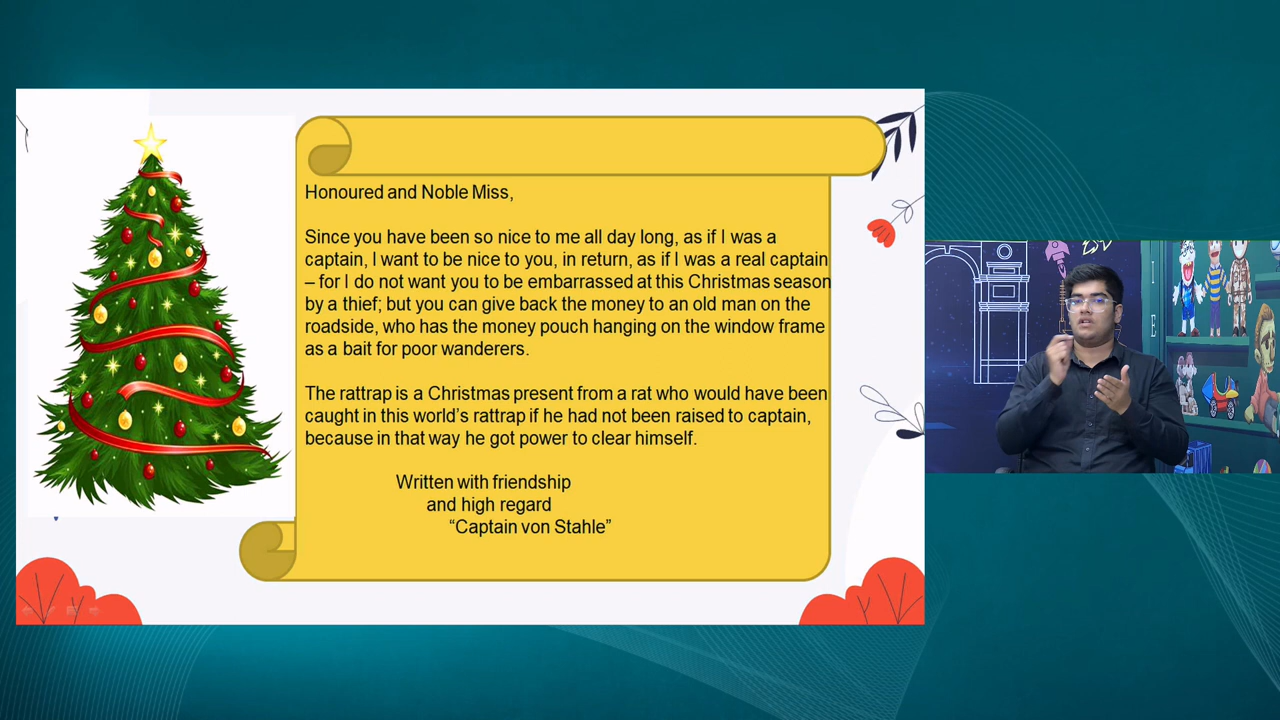 Honoured and Noble Miss,
Since you have been so nice to me all day long, as if I was a
captain, I want to be nice to you, in return, as if I was a real captain
– for I do not want you to be embarrassed at this Christmas season
by a thief; but you can give back the money to an old man on the
roadside, who has the money pouch hanging on the window frame
as a bait for poor wanderers.
The rattrap is a Christmas present from a rat who would have been
caught in this world’s rattrap if he had not been raised to captain,
because in that way he got power to clear himself.
Written with friendship
and high regard
“Captain von Stahle”